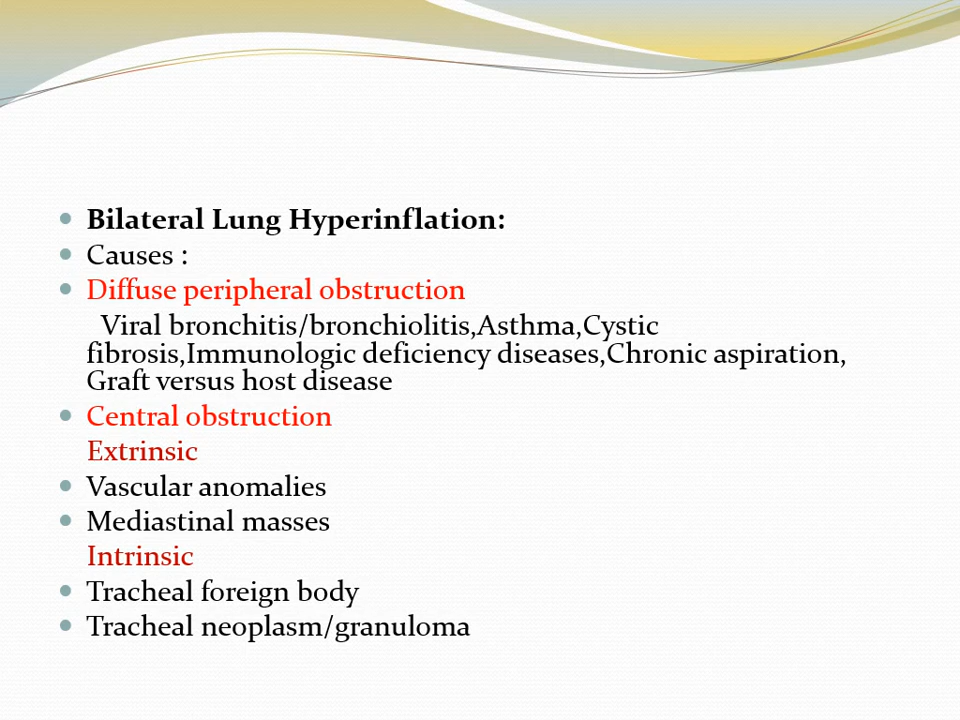 Bilateral Lung Hyperinflation:
Causes :
Diffuse peripheral obstruction
Viral bronchitis/bronchiolitis,Asthma,Cystic
fibrosis,Immunologic deficiency diseases,Chronic aspiration,
Graft versus host disease
Central obstruction
Extrinsic
Vascular anomalies
Mediastinal masses
Intrinsic
Tracheal foreign body
Tracheal neoplasm/granuloma